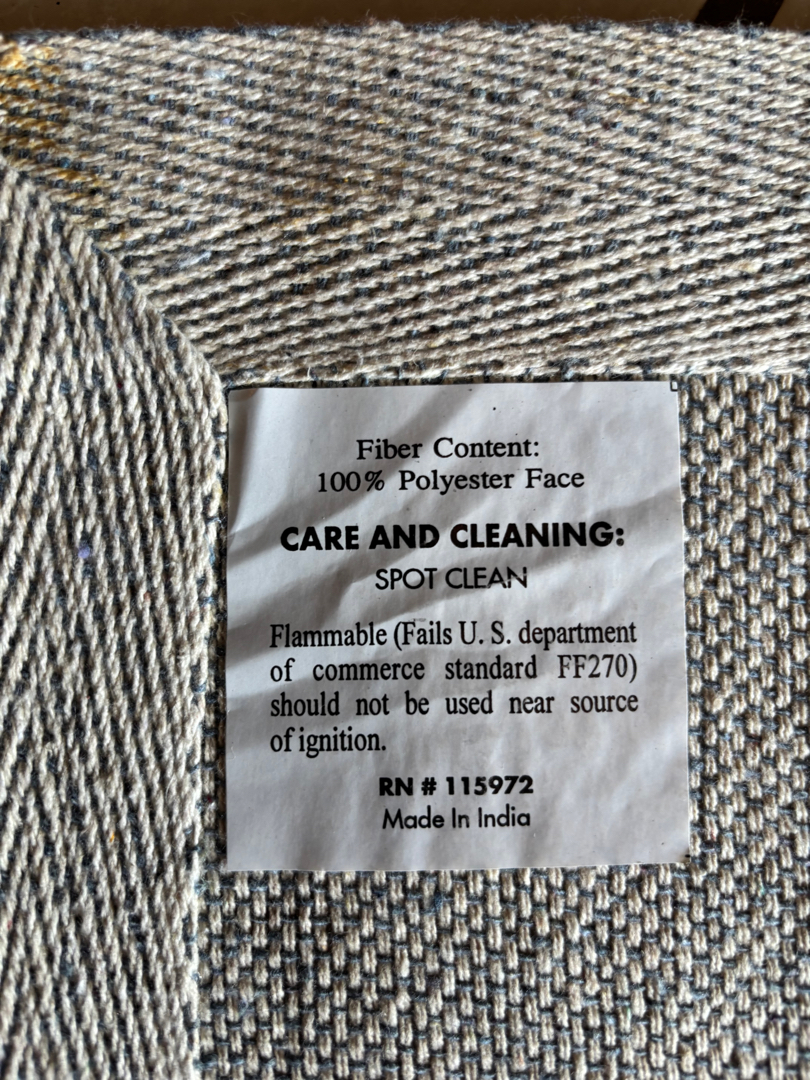 Fiber Content:
100% Polyester Face
CARE AND CLEANING:
SPOT CLEAN
Flammable (Fails U. S. department
of commerce standard FF270)
should not be used near source
of ignition.
RN # 115972
Made In India